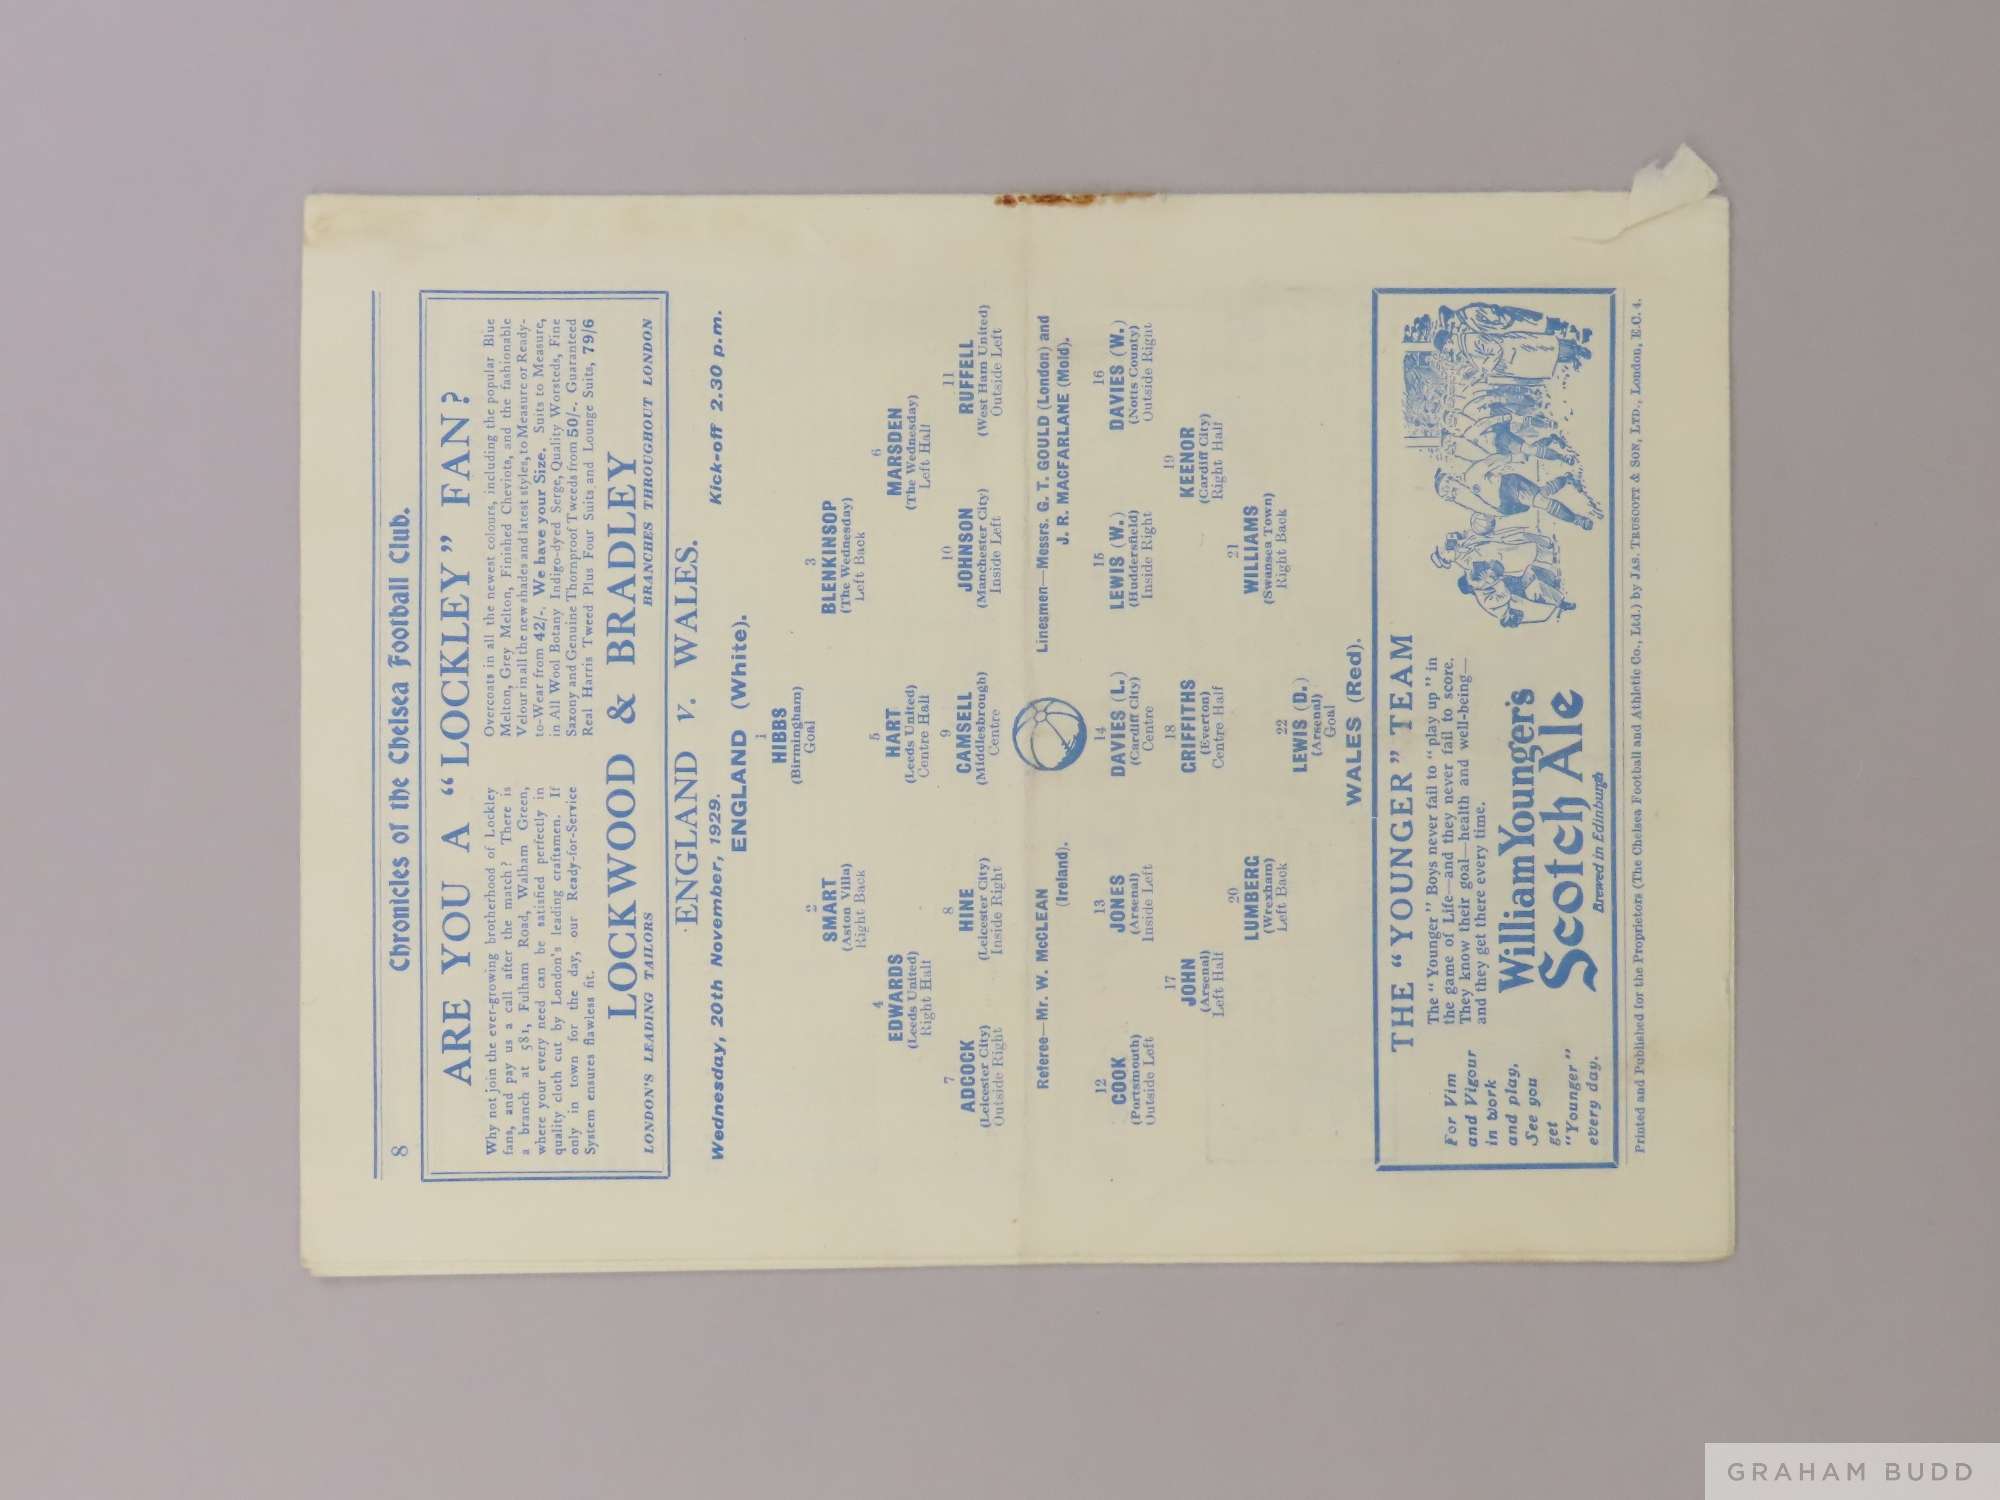 8
Chronicles of the Chelsea Football Club.
ARE YOU A "LOCKLEY" FAN?
Why not join the ever-growing brotherhood of Lockley
fans, and pay us a call after the match? There is
a branch at 581, Fulham Road, Walham Green,
where your every need can be satisfied perfectly in
quality cloth cut by London's leading craftsmen. If
only in town for the day, our Ready-for-Service
System ensures flawless fit.
Overcoats in all the newest colours, including the popular Blue
Melton, Grey Melton, Finished Cheviots, and the fashionable
Velour in all the new shades and latest styles, to Measure or Ready-
to-Wear from 42/-. We have your Size. Suits to Measure,
in All Wool Botany Indigo-dyed Serge, Quality Worsteds, Fine
Saxony and Genuine Thornproof Tweeds from 50/-. Guaranteed
Real Harris Tweed Plus Four Suits and Lounge Suits, 79/6
LOCKWOOD & BRADLEY
LONDON'S LEADING TAILORS
BRANCHES THROUGHOUT LONDON
ENGLAND v. WALES.
Wednesday, 20th November, 1929.
Kick-off 2.30 p.m.
ENGLAND (White).
1
HIBBS
(Birmingham)
Goal
2
SMART
(Aston Villa)
Right Back
3
BLENKINSOP
(The Wednesday)
Left Back
4
EDWARDS
(Leeds United)
Right Half
5
HART
(Leeds United)
Centre Half
6
MARSDEN
(The Wednesday)
Left Half
7
ADCOCK
(Leicester City)
Outside Right
8
HINE
(Leicester City)
Inside Right
9
CAMSELL
(Middlesbrough)
Centre
10
JOHNSON
(Manchester City)
Inside Left
11
RUFFELL
(West Ham United)
Outside Left
Referee—Mr. W. McCLEAN
(Ireland).
Linesmen—Messrs. G. T. GOULD (London) and
J. R. MACFARLANE (Mold).
12
COOK
(Portsmouth)
Outside Left
13
JONES
(Arsenal)
Inside Left
14
DAVIES (L.)
(Cardiff City)
Centre
15
LEWIS (W.)
(Huddersfield)
Inside Right
16
DAVIES (W.)
(Notts County)
Outside Right
17
JOHN
(Arsenal)
Left Half
18
GRIFFITHS
(Everton)
Centre Half
19
KEENOR
(Cardiff City)
Right Half
20
LUMBERG
(Wrexham)
Left Back
21
WILLIAMS
(Swansea Town)
Right Back
22
LEWIS (D.)
(Arsenal)
Goal
WALES (Red).
THE "YOUNGER" TEAM
For Vim
and Vigour
in work
and play,
See you
get
"Younger"
every day.
The "Younger" Boys never fail to "play up" in
the game of Life—and they never fail to score.
They know their goal—health and well-being—
and they get there every time.
William Younger's
Scotch Ale
Brewed in Edinburgh
Printed and Published for the Proprietors (The Chelsea Football and Athletic Co., Ltd.) by JAS. TRUSCOTT & SON, LTD., London, E.C. 4.
GRAHAM BUDD